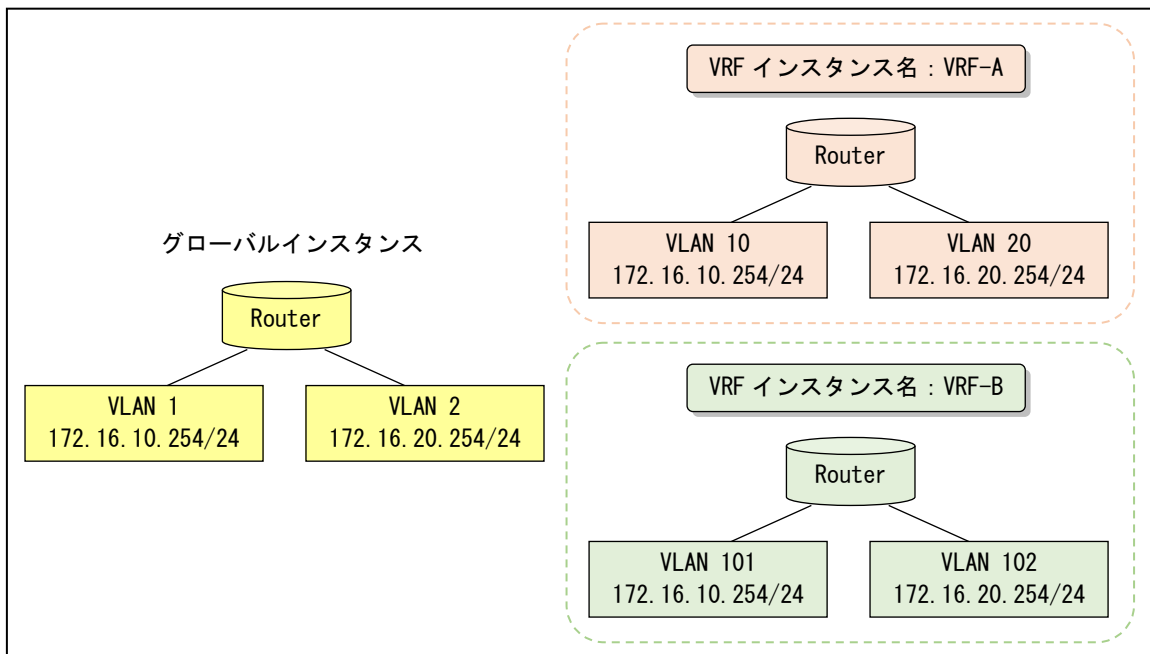 グローバルインスタンス
Router
VLAN 1
172.16.10.254/24
VLAN 2
172.16.20.254/24
VRF インスタンス名：VRF-A
Router
VLAN 10
172.16.10.254/24
VLAN 20
172.16.20.254/24
VRF インスタンス名：VRF-B
Router
VLAN 101
172.16.10.254/24
VLAN 102
172.16.20.254/24